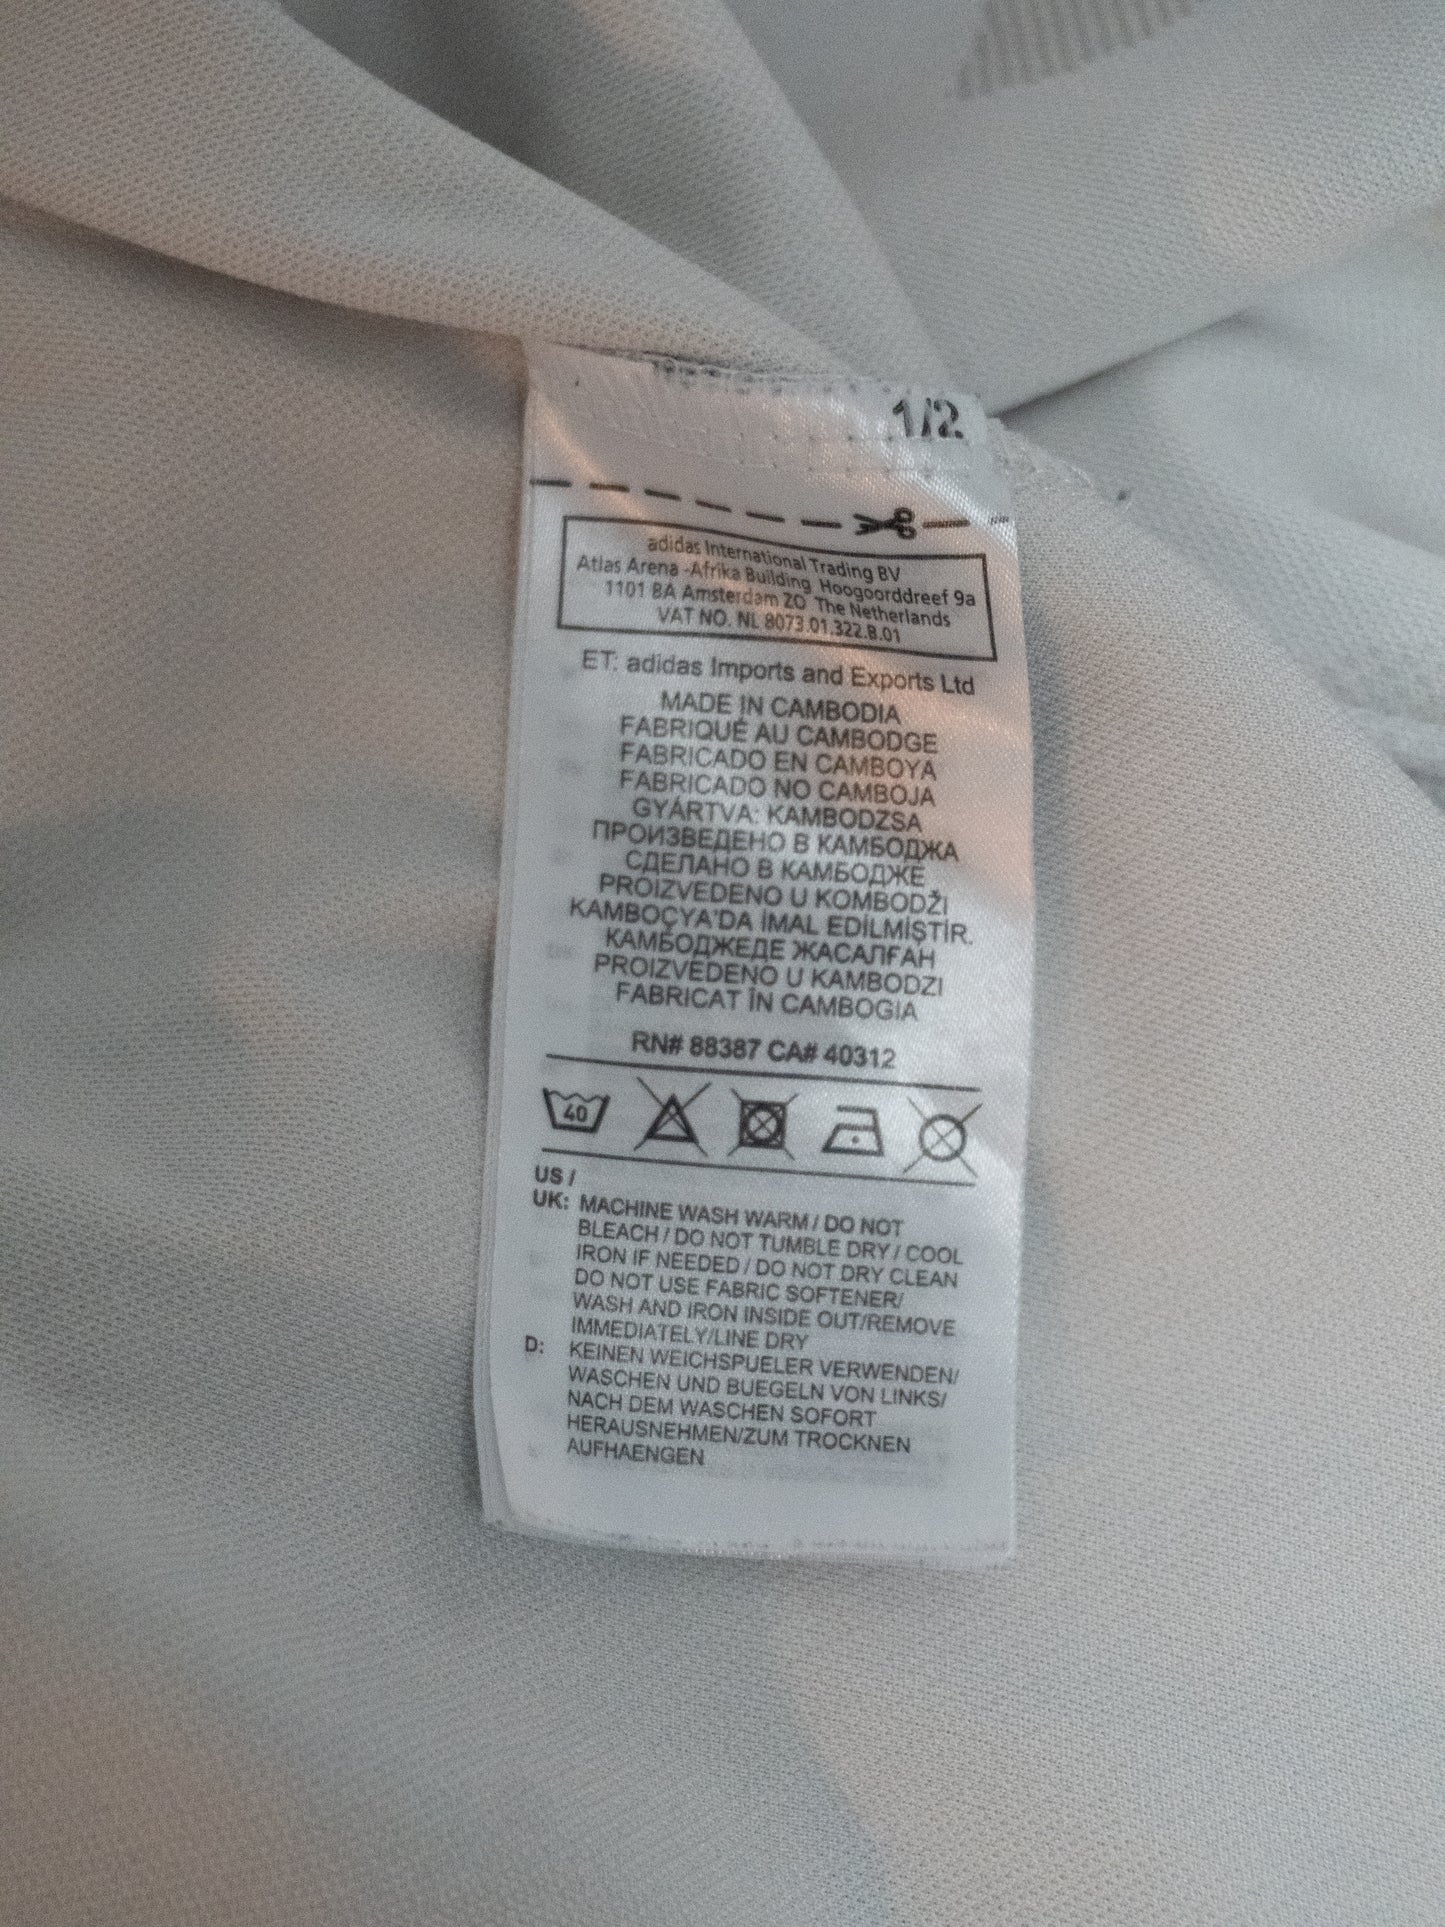 1/2
adidas International Trading BV
Atlas Arena -Afrika Building Hoogoorddreef 9a
1101 BA Amsterdam ZO The Netherlands
VAT NO. NL 8073.01.322.B.01
ET: adidas Imports and Exports Ltd
MADE IN CAMBODIA
FABRIQUÉ AU CAMBODGE
FABRICADO EN CAMBOYA
FABRICADO NO CAMBOJA
GYÁRTVA: KAMBODZSA
ПРОИЗВЕДЕНО В КАМБОДЖА
СДЕЛАНО В КАМБОДЖЕ
PROIZVEDENO U KOMBODŽI
KAMBOÇYA'DA İMAL EDİLMİŞTİR.
КАМБОДЖЕДЕ ЖАСАЛҒАН
PROIZVEDENO U KAMBODZI
FABRICAT ÎN CAMBOGIA
RN# 88387 CA# 40312
40
US /
UK: MACHINE WASH WARM / DO NOT
BLEACH / DO NOT TUMBLE DRY / COOL
IRON IF NEEDED / DO NOT DRY CLEAN
DO NOT USE FABRIC SOFTENER/
WASH AND IRON INSIDE OUT/REMOVE
IMMEDIATELY/LINE DRY
D: KEINEN WEICHSPUELER VERWENDEN/
WASCHEN UND BUEGELN VON LINKS/
NACH DEM WASCHEN SOFORT
HERAUSNEHMEN/ZUM TROCKNEN
AUFHAENGEN